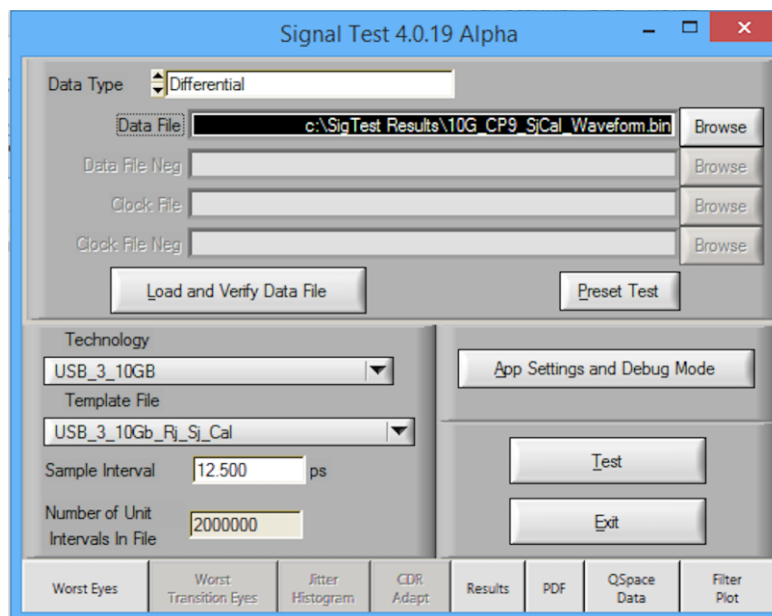 Signal Test 4.0.19 Alpha
Data Type Differential
Data File c:\SigTest Results\10G_CP9_SjCal_Waveform.bin Browse
Data File Neg Browse
Clock File Browse
Clock File Neg Browse
Load and Verify Data File Preset Test
Technology
USB_3_10GB
App Settings and Debug Mode
Template File
USB_3_10Gb_Rj_Sj_Cal
Sample Interval 12.500 ps
Test
Number of Unit
Intervals In File 2000000
Exit
Worst Eyes
Worst
Transition Eyes
Jitter
Histogram
CDR
Adapt
Results
PDF
QSpace
Data
Filter
Plot